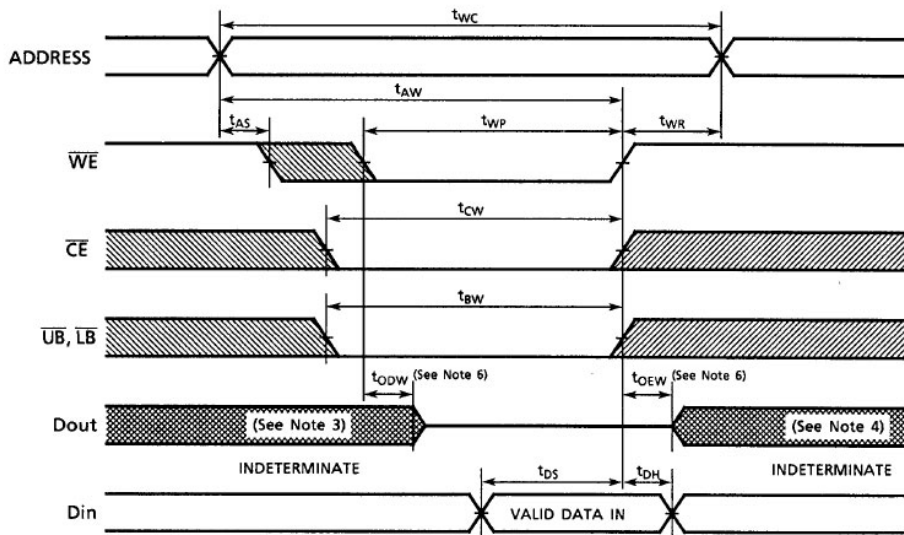 tWC
ADDRESS
tAW
tAS
tWP
tWR
WE
tCW
CE
tBW
UB, LB
tODW (See Note 6)
tOEW (See Note 6)
Dout
(See Note 3)
(See Note 4)
INDETERMINATE
INDETERMINATE
tDS
tDH
Din
VALID DATA IN